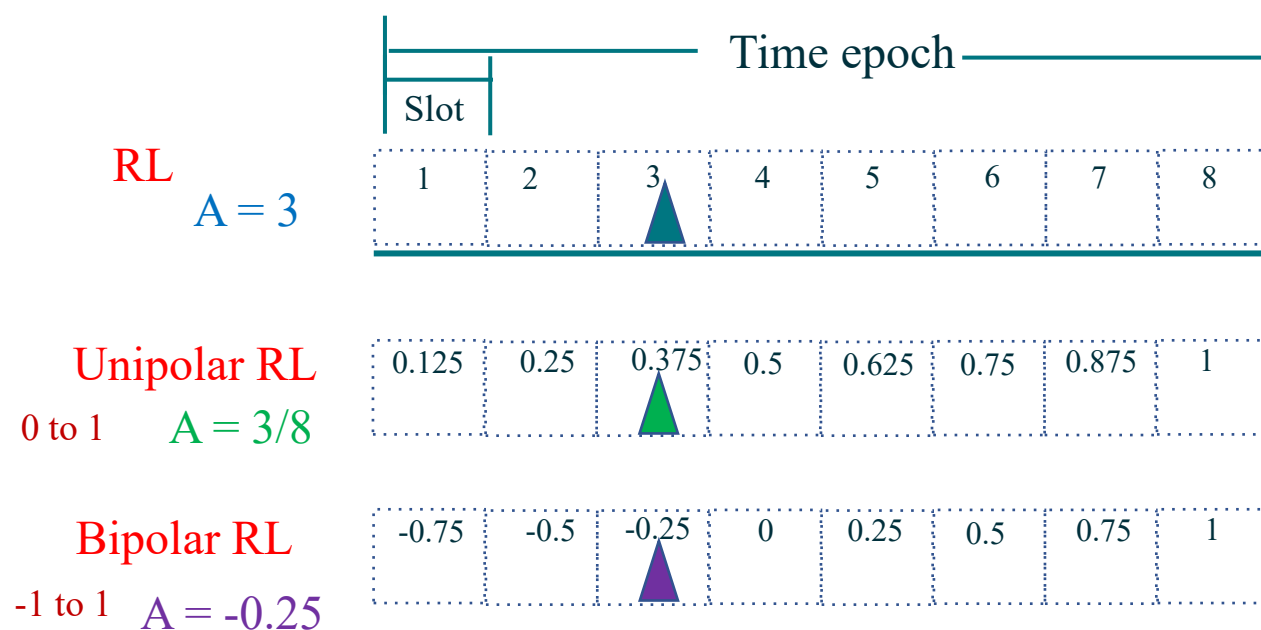 Time epoch
Slot
RL
A = 3
1 2 3 4 5 6 7 8
Unipolar RL
0 to 1 A = 3/8
0.125 0.25 0.375 0.5 0.625 0.75 0.875 1
Bipolar RL
-1 to 1 A = -0.25
-0.75 -0.5 -0.25 0 0.25 0.5 0.75 1